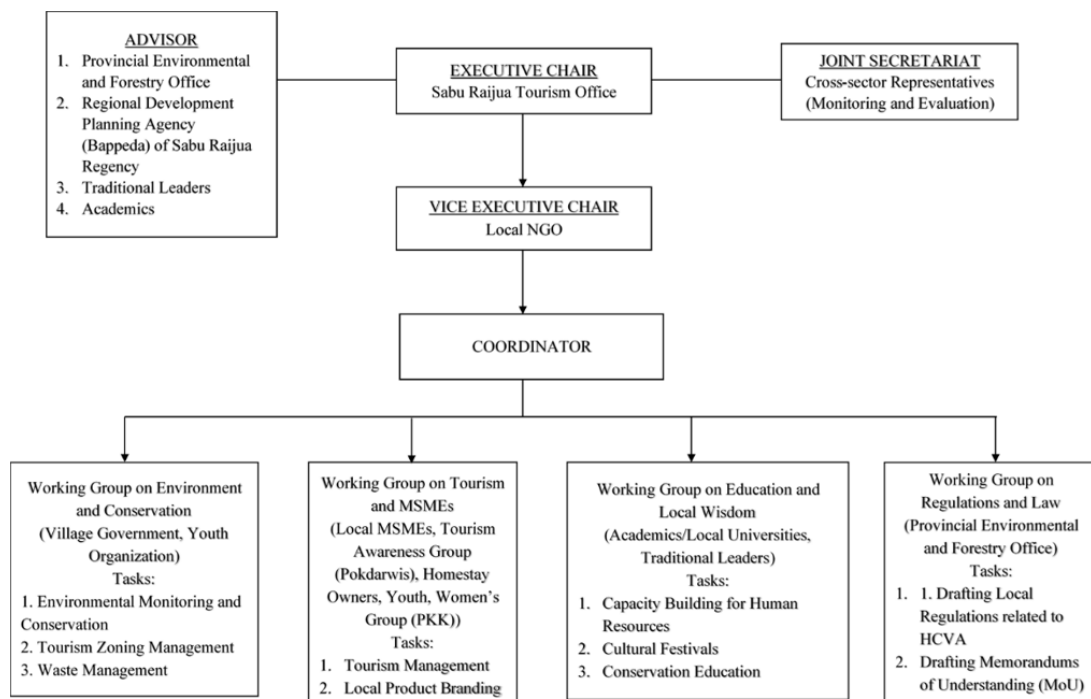 ADVISOR
1. Provincial Environmental
and Forestry Office
2. Regional Development
Planning Agency
(Bappeda) of Sabu Raijua
Regency
3. Traditional Leaders
4. Academics
EXECUTIVE CHAIR
Sabu Raijua Tourism Office
JOINT SECRETARIAT
Cross-sector Representatives
(Monitoring and Evaluation)
VICE EXECUTIVE CHAIR
Local NGO
COORDINATOR
Working Group on Environment
and Conservation
(Village Government, Youth
Organization)
Tasks:
1. Environmental Monitoring and
Conservation
2. Tourism Zoning Management
3. Waste Management
Working Group on Tourism
and MSMEs
(Local MSMEs, Tourism
Awareness Group
(Pokdarwis), Homestay
Owners, Youth, Women's
Group (PKK))
Tasks:
1. Tourism Management
2. Local Product Branding
Working Group on Education and
Local Wisdom
(Academics/Local Universities,
Traditional Leaders)
Tasks:
1. Capacity Building for Human
Resources
2. Cultural Festivals
3. Conservation Education
Working Group on
Regulations and Law
(Provincial Environmental
and Forestry Office)
Tasks:
1. 1. Drafting Local
Regulations related to
HCVA
2. Drafting Memorandums
of Understanding (MoU)